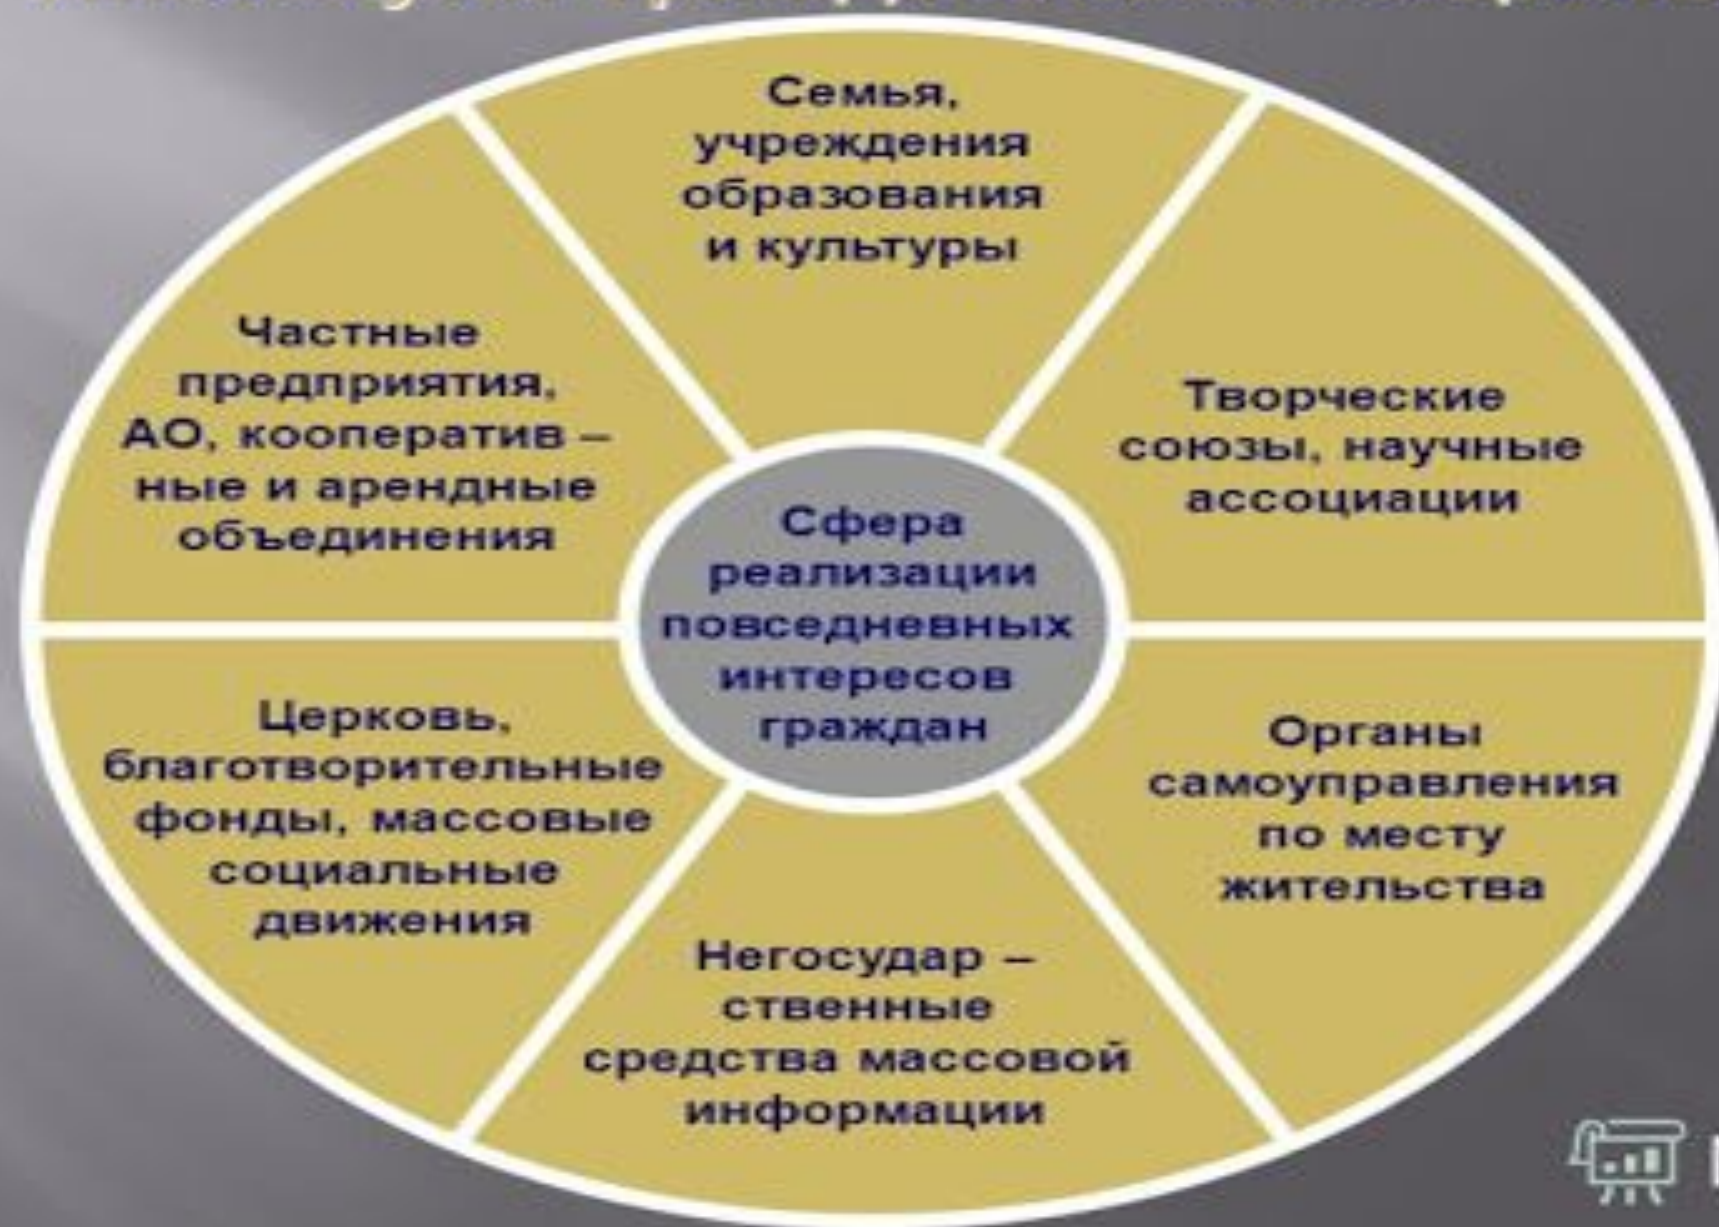 Семья,
учреждения
образования
и культуры
Творческие
союзы, научные
ассоциации
Органы
самоуправления
по месту
жительства
Негосудар –
ственные
средства массовой
информации
Церковь,
благотворительные
фонды, массовые
социальные
движения
Частные
предприятия,
АО, кооператив –
ные и арендные
объединения
Сфера
реализации
повседневных
интересов
граждан